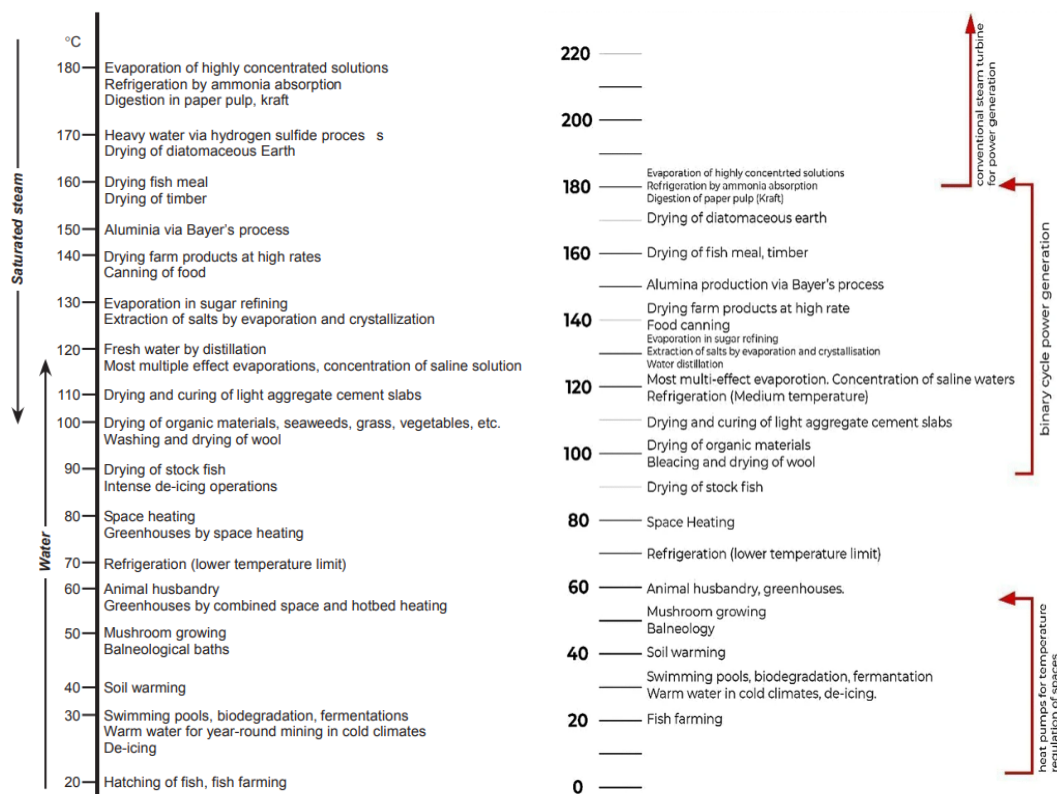 °C
180 Evaporation of highly concentrated solutions
Refrigeration by ammonia absorption
Digestion in paper pulp, kraft
170 Heavy water via hydrogen sulfide proces s
Drying of diatomaceous Earth
160 Drying fish meal
Drying of timber
150 Aluminia via Bayer's process
140 Drying farm products at high rates
Canning of food
130 Evaporation in sugar refining
Extraction of salts by evaporation and crystallization
120 Fresh water by distillation
Most multiple effect evaporations, concentration of saline solution
110 Drying and curing of light aggregate cement slabs
100 Drying of organic materials, seaweeds, grass, vegetables, etc.
Washing and drying of wool
90 Drying of stock fish
Intense de-icing operations
80 Space heating
Greenhouses by space heating
70 Refrigeration (lower temperature limit)
60 Animal husbandry
Greenhouses by combined space and hotbed heating
50 Mushroom growing
Balneological baths
40 Soil warming
30 Swimming pools, biodegradation, fermentations
Warm water for year-round mining in cold climates
De-icing
20 Hatching of fish, fish farming
Saturated steam
Water
220
200
Evaporation of highly concentrted solutions
180 Refrigeration by ammonia absorption
Digestion of paper pulp (Kraft)
Drying of diatomaceous earth
160 Drying of fish meal, timber
Alumina production via Bayer's process
Drying farm products at high rate
140
Food canning
Evaporation in sugar refining
Extraction of salts by evaporation and crystallisation
Water distillation
120 Most multi-effect evaporotion. Concentration of saline waters
Refrigeration (Medium temperature)
Drying and curing of light aggregate cement slabs
Drying of organic materials
100
Bleacing and drying of wool
Drying of stock fish
80 Space Heating
Refrigeration (lower temperature limit)
60 Animal husbandry, greenhouses.
Mushroom growing
Balneology
40 Soil warming
Swimming pools, biodegradation, fermantation
Warm water in cold climates, de-icing.
20 Fish farming
0
conventional steam turbine
for power generation
binary cycle power generation
heat pumps for temperature
regulation of spaces